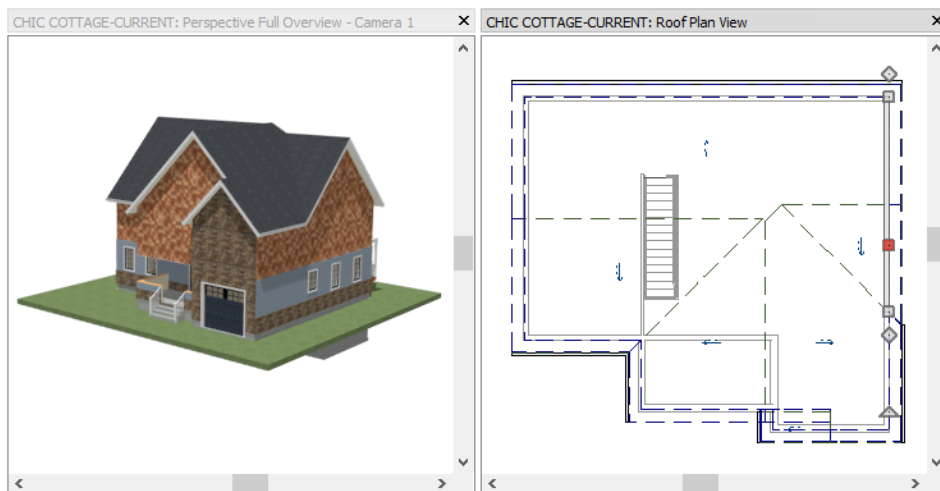 CHIC COTTAGE-CURRENT: Perspective Full Overview - Camera 1
CHIC COTTAGE-CURRENT: Roof Plan View